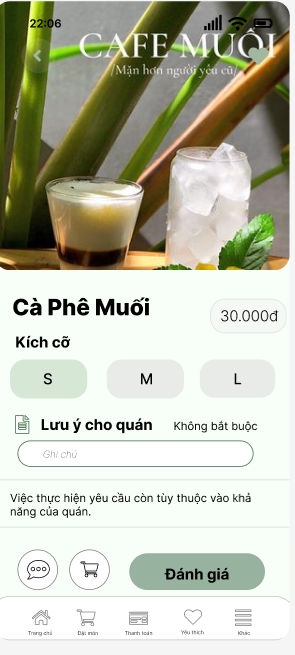 22:06
CAFE MUỐI
/Mặn hơn người yêu cũ/
Cà Phê Muối
30.000đ
Kích cỡ
S
M
L
Lưu ý cho quán
Không bắt buộc
Ghi chú
Việc thực hiện yêu cầu còn tùy thuộc vào khả
năng của quán.
Đánh giá
Trang chủ
Đặt món
Thanh toán
Yêu thích
Khác